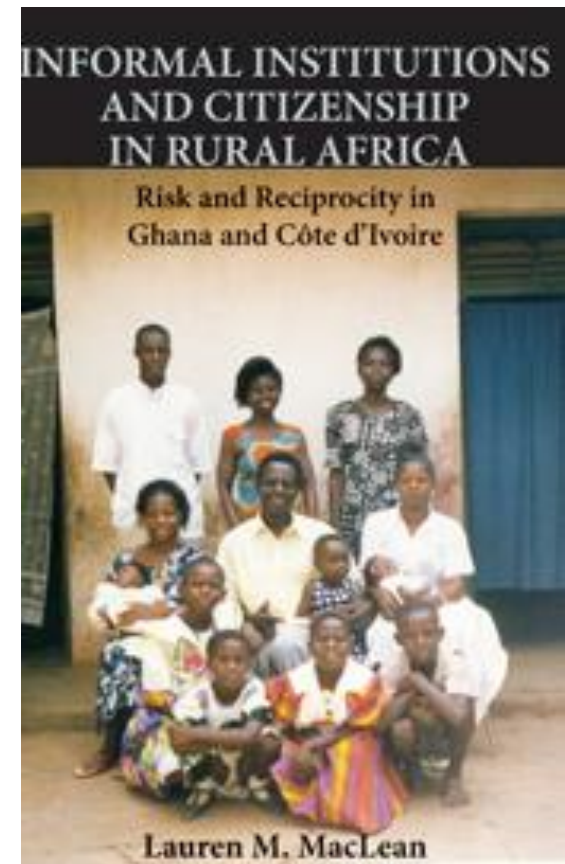 INFORMAL INSTITUTIONS
AND CITIZENSHIP
IN RURAL AFRICA
Risk and Reciprocity in
Ghana and Côte d'Ivoire
Lauren M. MacLean